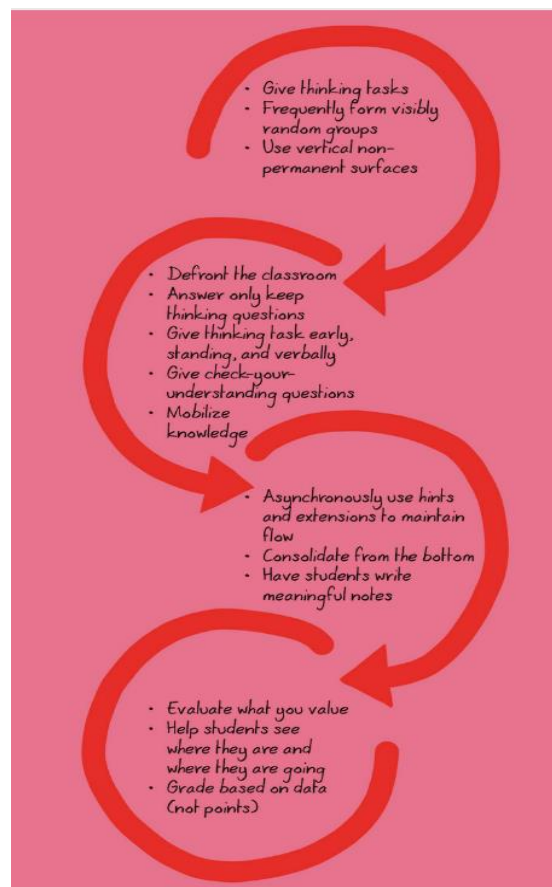 • Give thinking tasks
• Frequently form visibly
random groups
• Use vertical non-
permanent surfaces
• Defront the classroom
• Answer only keep
thinking questions
• Give thinking task early,
standing, and verbally
• Give check-your-
understanding questions
• Mobilize
knowledge
• Asynchronously use hints
and extensions to maintain
flow
• Consolidate from the bottom
• Have students write
meaningful notes
• Evaluate what you value
• Help students see
where they are and
where they are going
• Grade based on data
(not points)